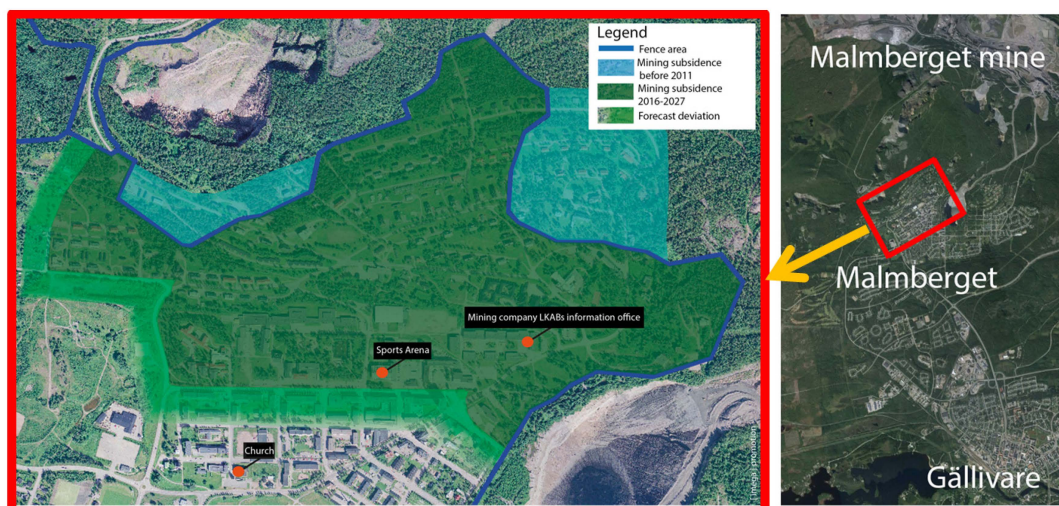 Legend
Fence area
Mining subsidence
before 2011
Mining subsidence
2016-2027
Forecast deviation
Mining company LKABs information office
Sports Arena
Church
Malmberget mine
Malmberget
Gällivare